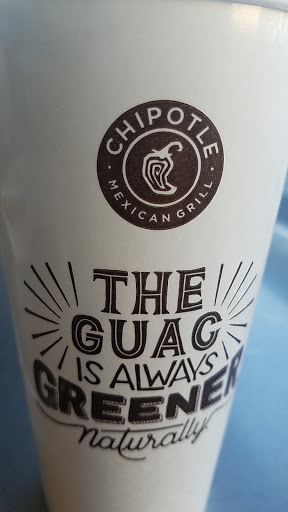 CHIPOTLE
MEXICAN GRILL
THE
GUAC
IS ALWAYS
GREENER
naturally